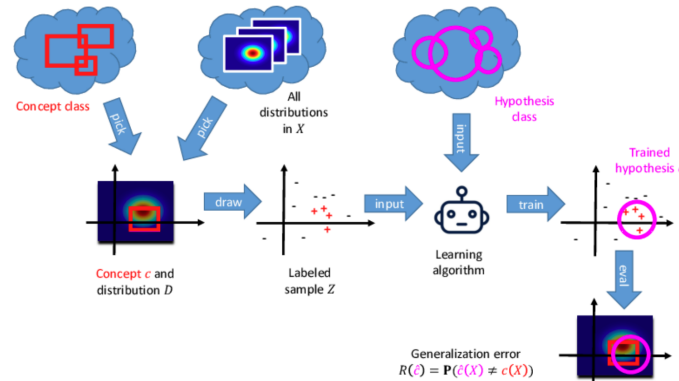 Concept class
All
distributions
in X
Hypothesis
class
pick
pick
input
Trained
hypothesis
draw
input
train
Concept c and
distribution D
Labeled
sample Z
Learning
algorithm
eval
Generalization error
R(ĉ) = P(ĉ(X) ≠ c(X))